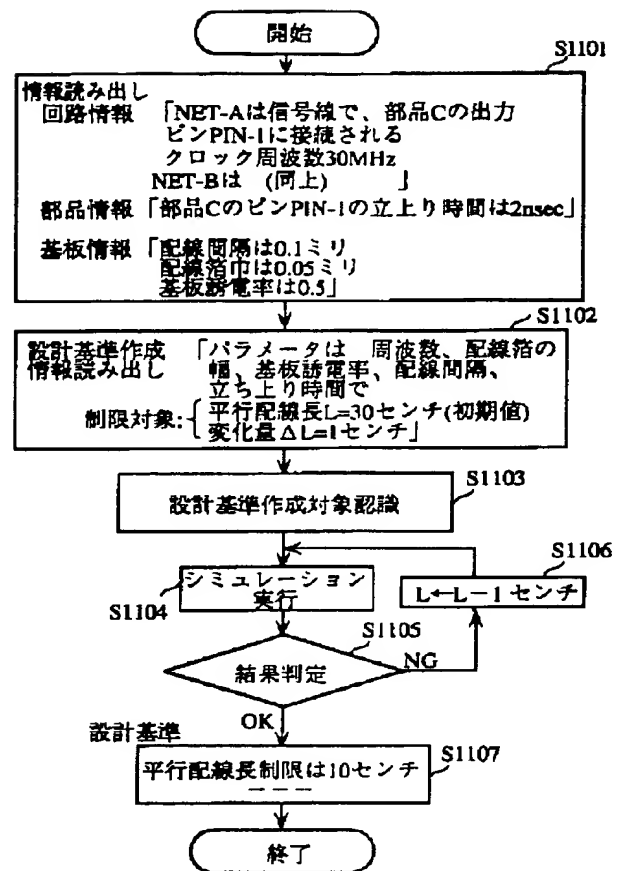 開始
S1101
情報読み出し
回路情報 「NET-Aは信号線で、部品Cの出力
ピンPIN-1に接続される
クロック周波数30MHz
NET-Bは (同上) 」
部品情報「部品CのピンPIN-1の立上り時間は2nsec」
基板情報「配線間隔は0.1ミリ
配線箔巾は0.05ミリ
基板誘電率は0.5」
S1102
設計基準作成 「パラメータは 周波数、配線箔の
情報読み出し 幅、基板誘電率、配線間隔、
立ち上り時間で
制限対象: 平行配線長L=30センチ(初期値)
変化量ΔL=1センチ」
S1103
設計基準作成対象認識
S1106
シミュレーション
実行
S1104
L←L-1センチ
S1105
結果判定
NG
OK
設計基準
S1107
平行配線長制限は10センチ
ーーー
終了